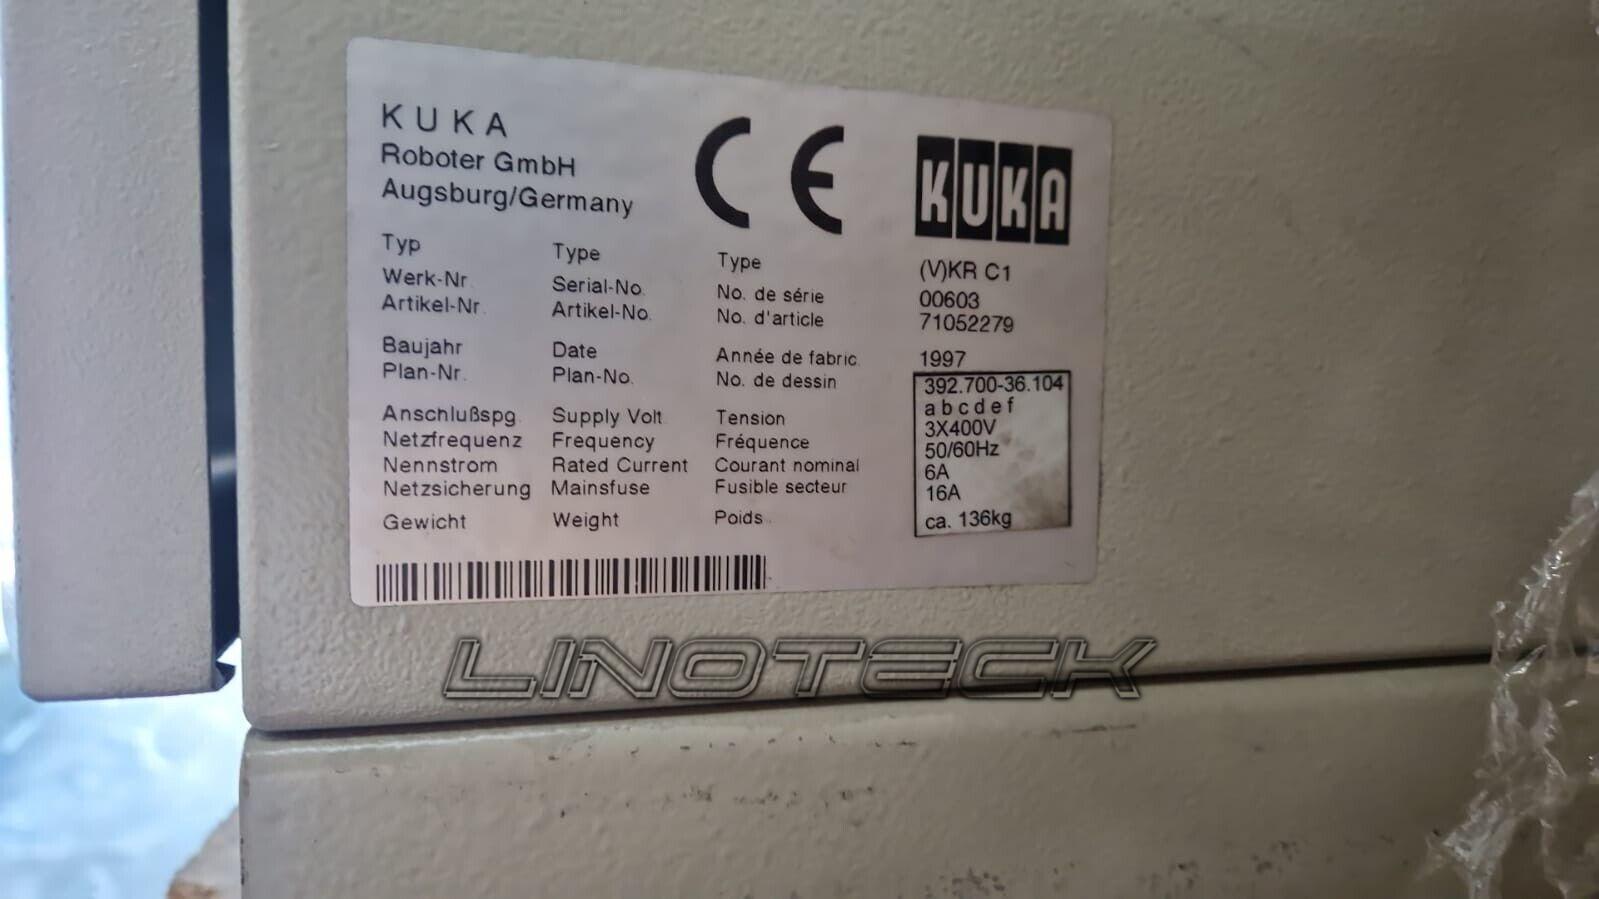 KUKA
Roboter GmbH
Augsburg/Germany
CE
KUKA
Typ Type Type (V)KR C1
Werk-Nr. Serial-No. No. de série 00603
Artikel-Nr. Artikel-No. No. d'article 71052279
Baujahr Date Année de fabric. 1997
Plan-Nr. Plan-No. No. de dessin 392.700-36.104
a b c d e f
Anschlußspg. Supply Volt. Tension 3X400V
Netzfrequenz Frequency Fréquence 50/60Hz
Nennstrom Rated Current Courant nominal 6A
Netzsicherung Mainsfuse Fusible secteur 16A
Gewicht Weight Poids ca. 136kg
LINOTECK